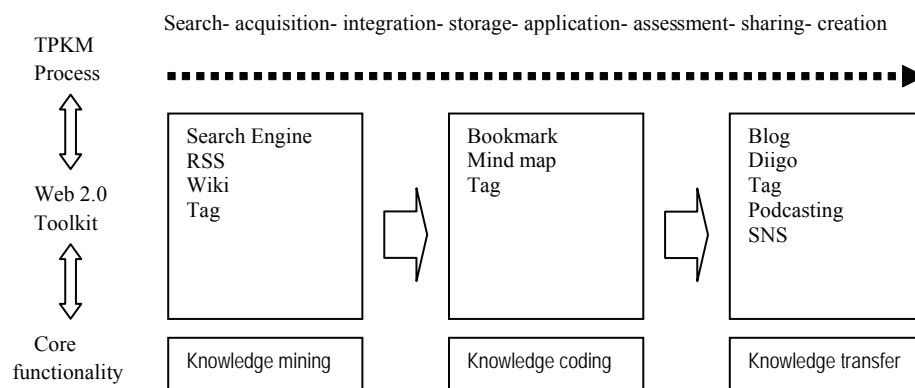 Search- acquisition- integration- storage- application- assessment- sharing- creation
TPKM
Process
Search Engine
RSS
Wiki
Tag
Bookmark
Mind map
Tag
Blog
Diigo
Tag
Podcasting
SNS
Web 2.0
Toolkit
Core
functionality
Knowledge mining
Knowledge coding
Knowledge transfer